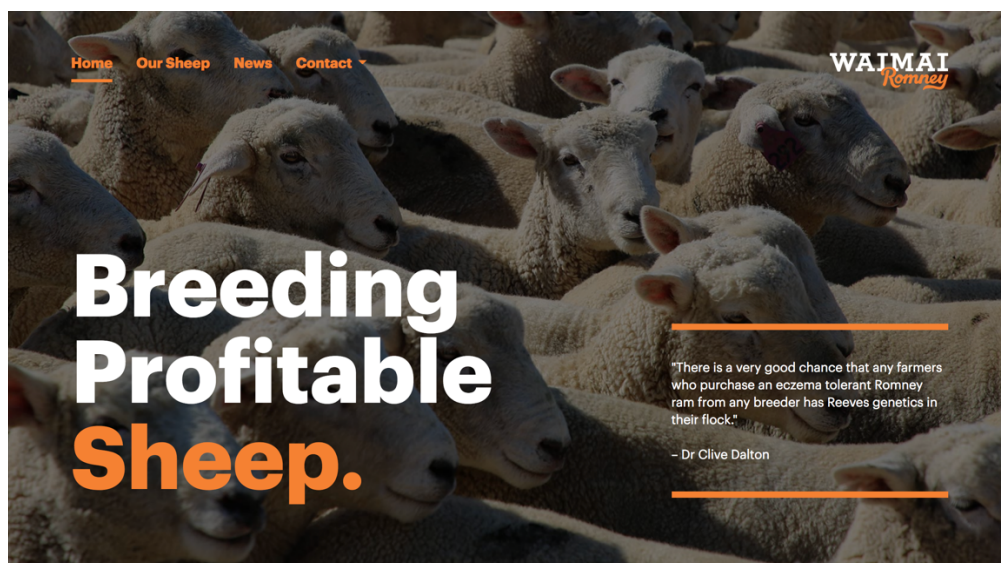 Home Our Sheep News Contact
WAIMAI
Romney
Breeding
Profitable
Sheep.
"There is a very good chance that any farmers
who purchase an eczema tolerant Romney
ram from any breeder has Reeves genetics in
their flock."
– Dr Clive Dalton